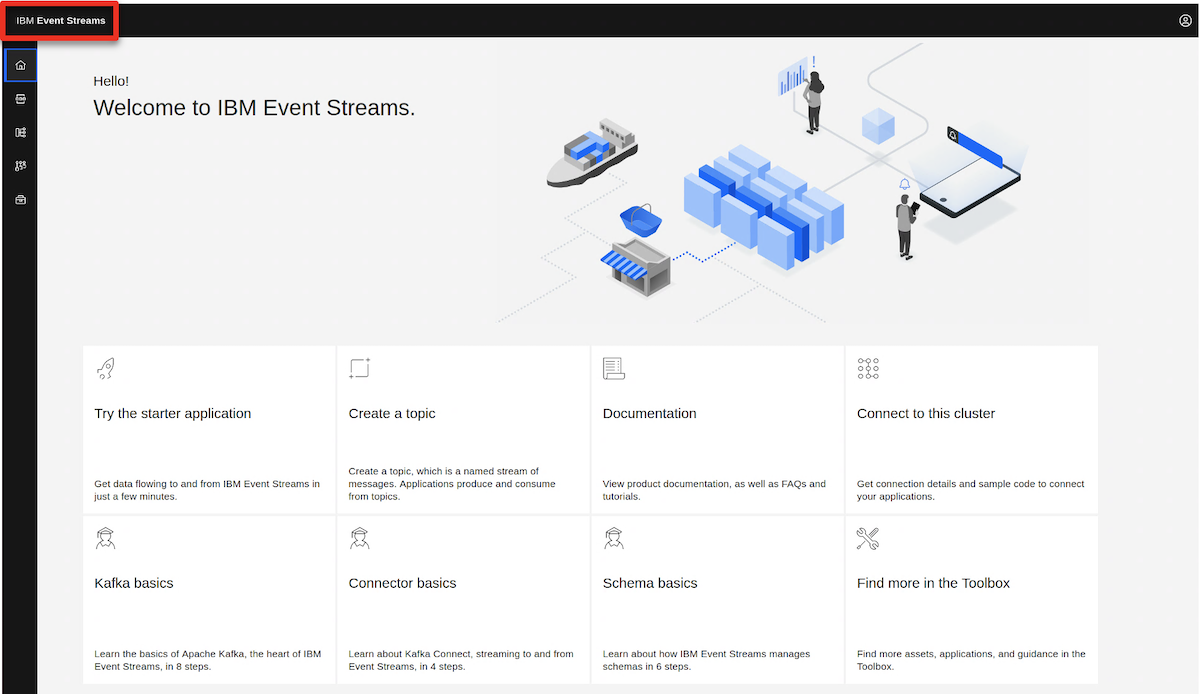 IBM Event Streams
Hello!
Welcome to IBM Event Streams.
Try the starter application
Get data flowing to and from IBM Event Streams in
just a few minutes.
Create a topic
Create a topic, which is a named stream of
messages. Applications produce and consume
from topics.
Documentation
View product documentation, as well as FAQs and
tutorials.
Connect to this cluster
Get connection details and sample code to connect
your applications.
Kafka basics
Learn the basics of Apache Kafka, the heart of IBM
Event Streams, in 8 steps.
Connector basics
Learn about Kafka Connect, streaming to and from
Event Streams, in 4 steps.
Schema basics
Learn about how IBM Event Streams manages
schemas in 6 steps.
Find more in the Toolbox
Find more assets, applications, and guidance in the
Toolbox.